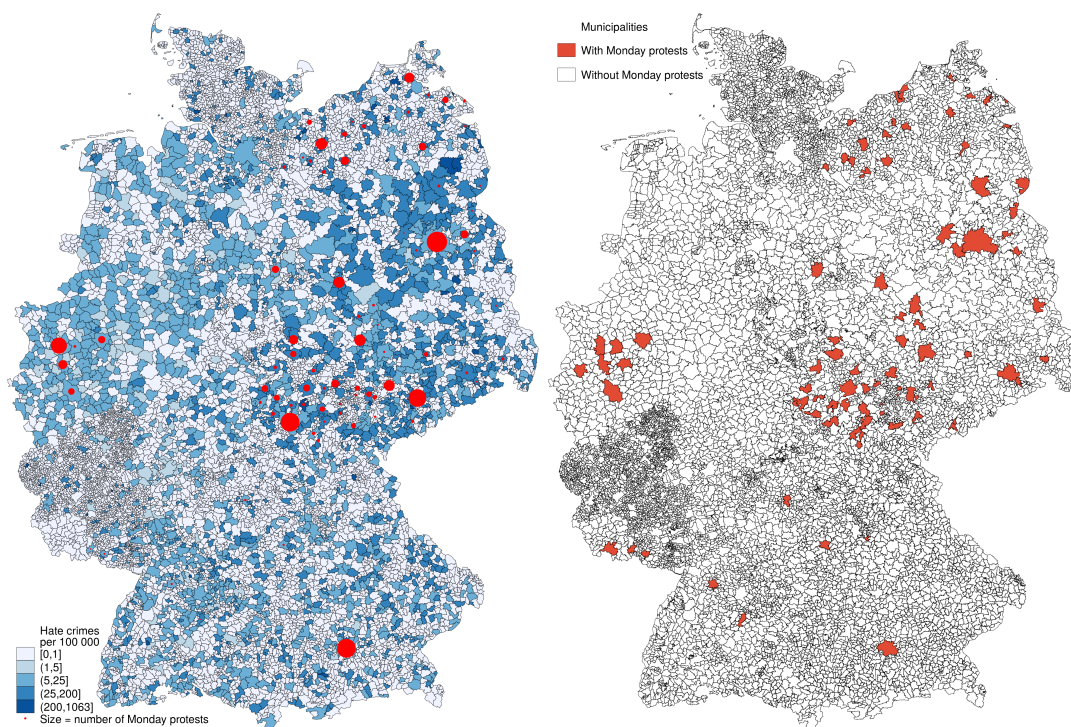 Hate crimes
per 100 000
[0,1]
(1,5]
(5,25]
(25,200]
(200,1063]
Size = number of Monday protests
Municipalities
With Monday protests
Without Monday protests